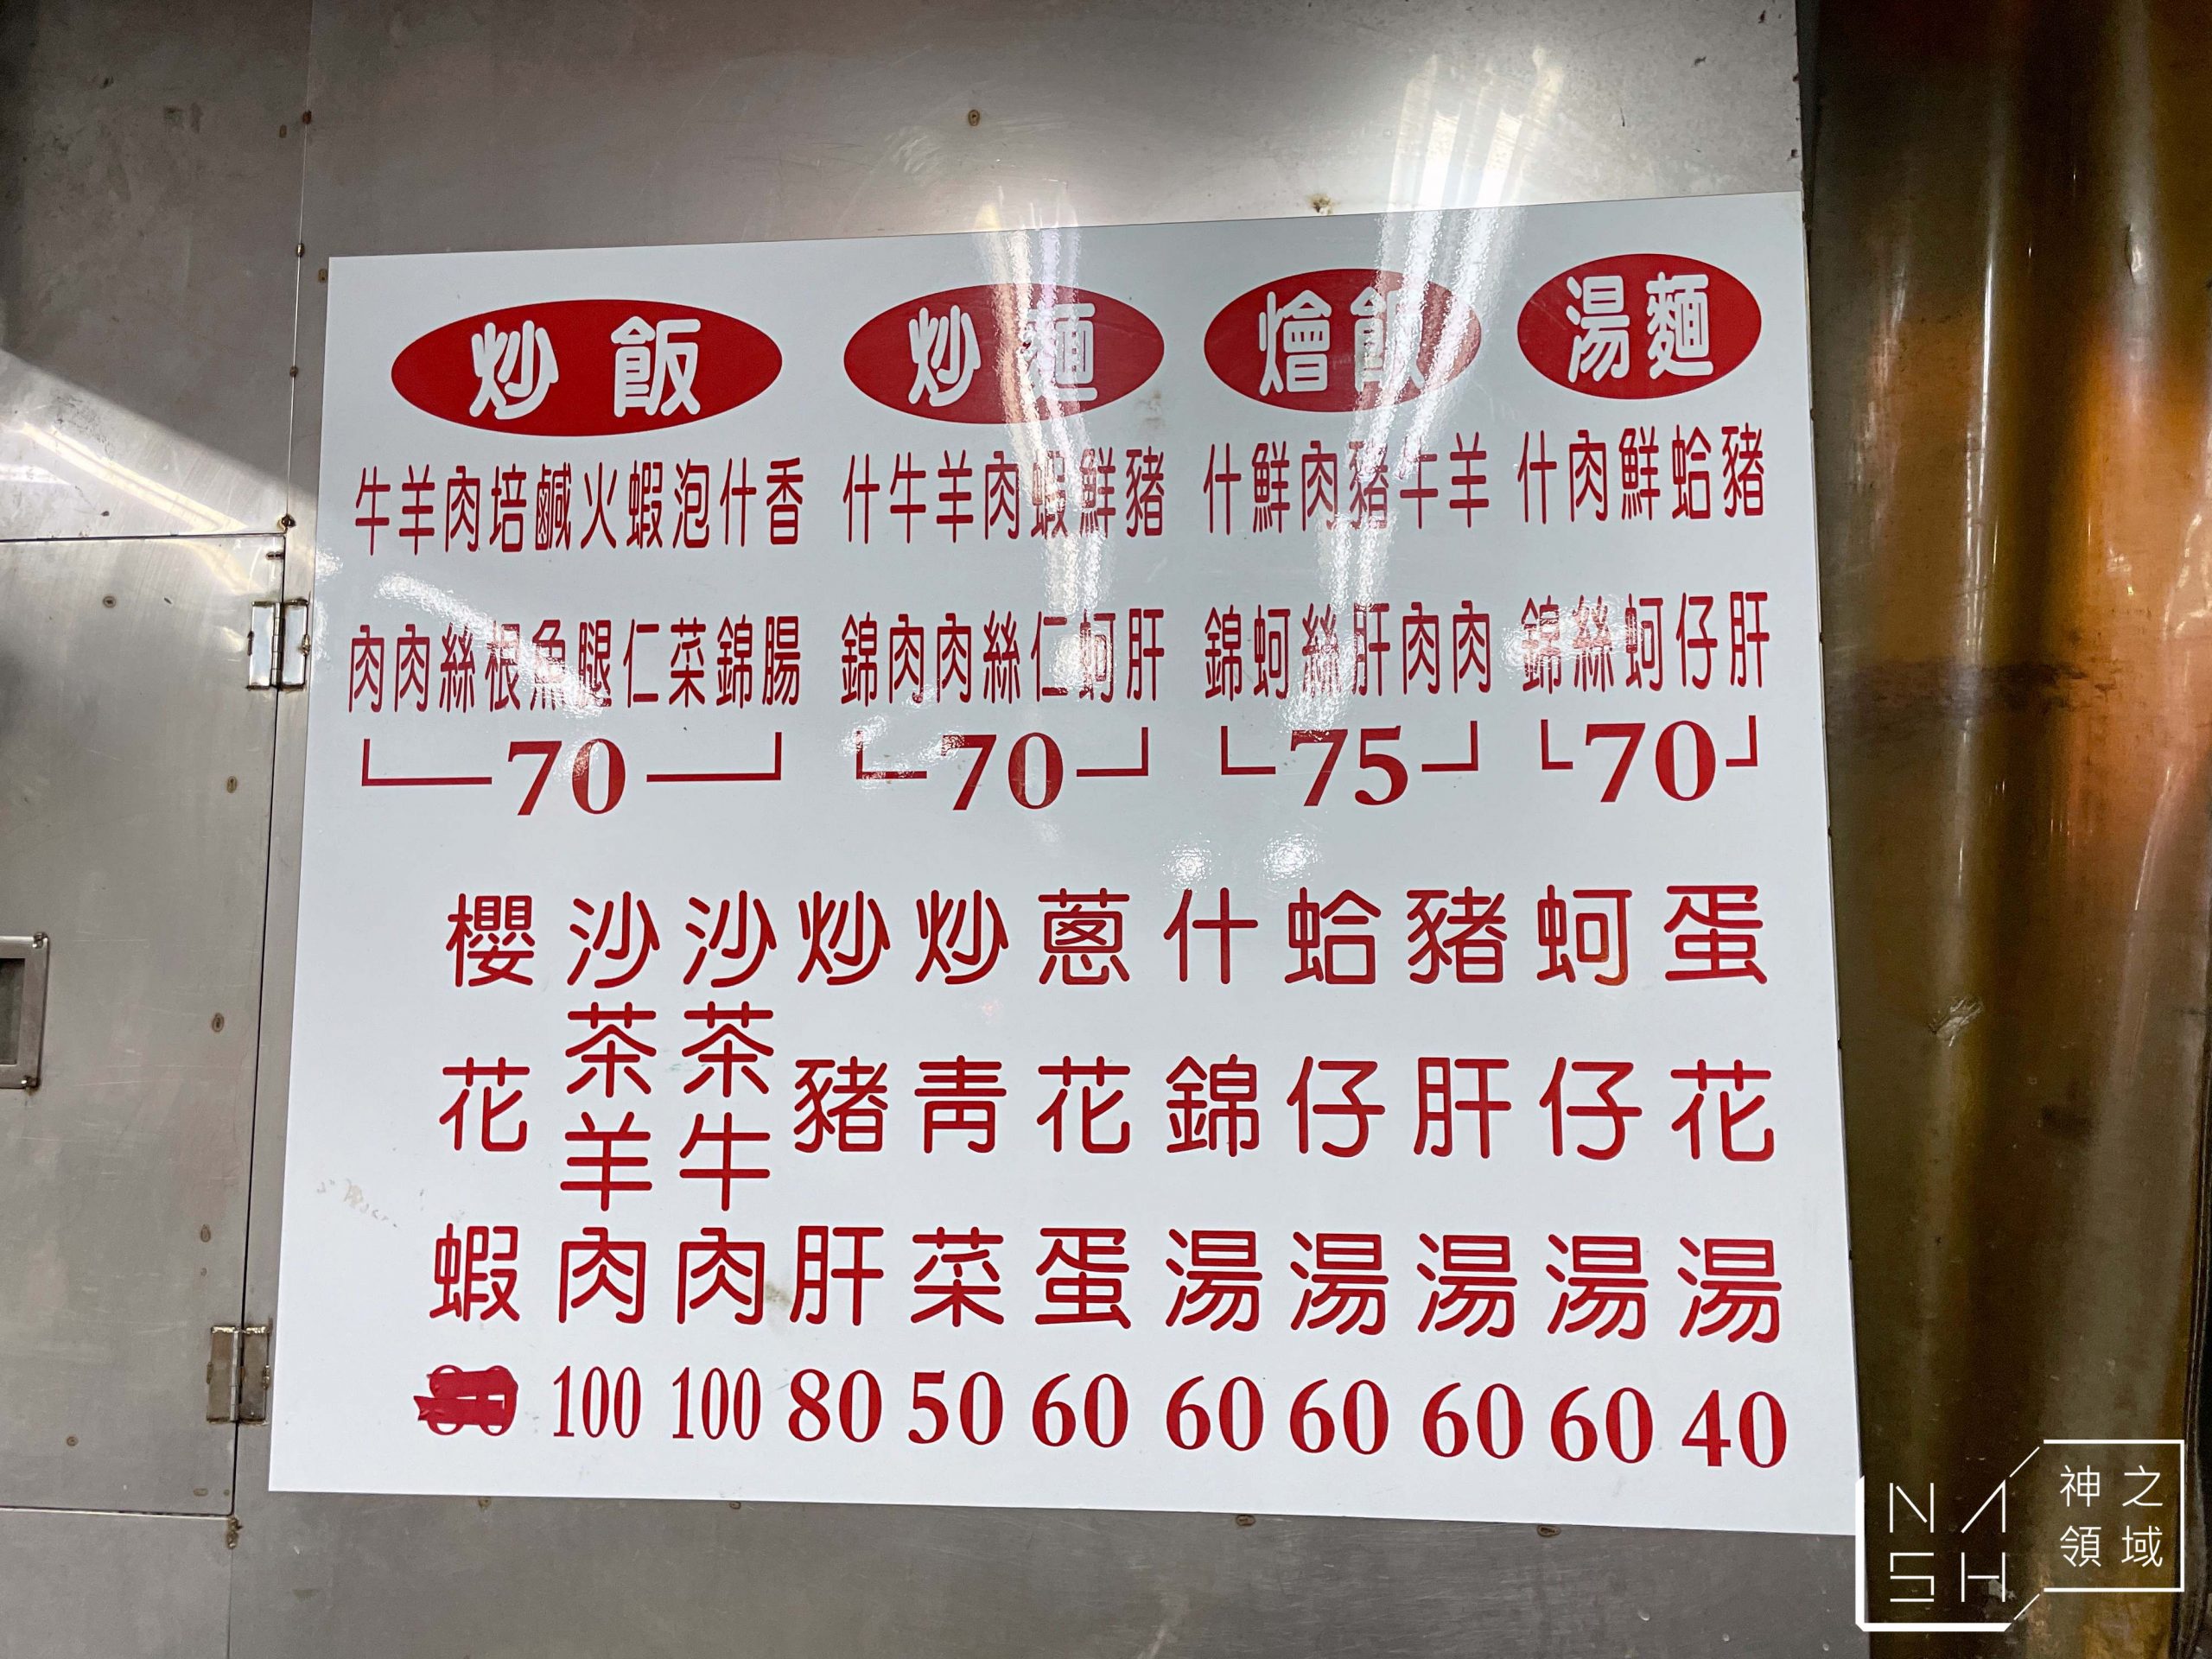 炒飯
炒麵
燴飯
湯麵
牛肉
羊肉
肉絲
培根
鹹魚
火腿
蝦仁
泡菜
什錦
香腸
70
什錦
牛肉
羊肉
肉絲
蝦仁
鮮蚵
豬肝
70
什錦
鮮蚵
肉絲
豬肝
牛肉
羊肉
75
什錦
肉絲
鮮蚵
蛤仔
豬肝
70
櫻花蝦
沙茶羊肉 100
沙茶牛肉 100
炒豬肝 80
炒青菜 50
蔥花蛋 60
什錦湯 60
蛤仔湯 60
豬肝湯 60
蚵仔湯 60
蛋花湯 40
NASH
神之領域